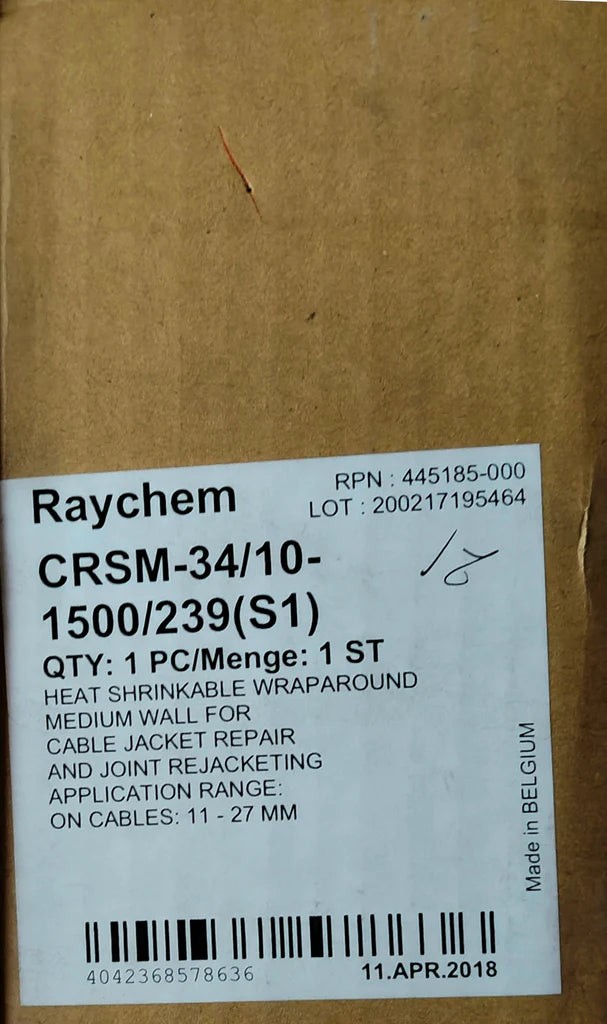 Raychem
RPN : 445185-000
LOT : 200217195464
CRSM-34/10-
1500/239(S1)
QTY: 1 PC/Menge: 1 ST
HEAT SHRINKABLE WRAPAROUND
MEDIUM WALL FOR
CABLE JACKET REPAIR
AND JOINT REJACKETING
APPLICATION RANGE:
ON CABLES: 11 - 27 MM
Made in BELGIUM
4042368578636
11.APR.2018